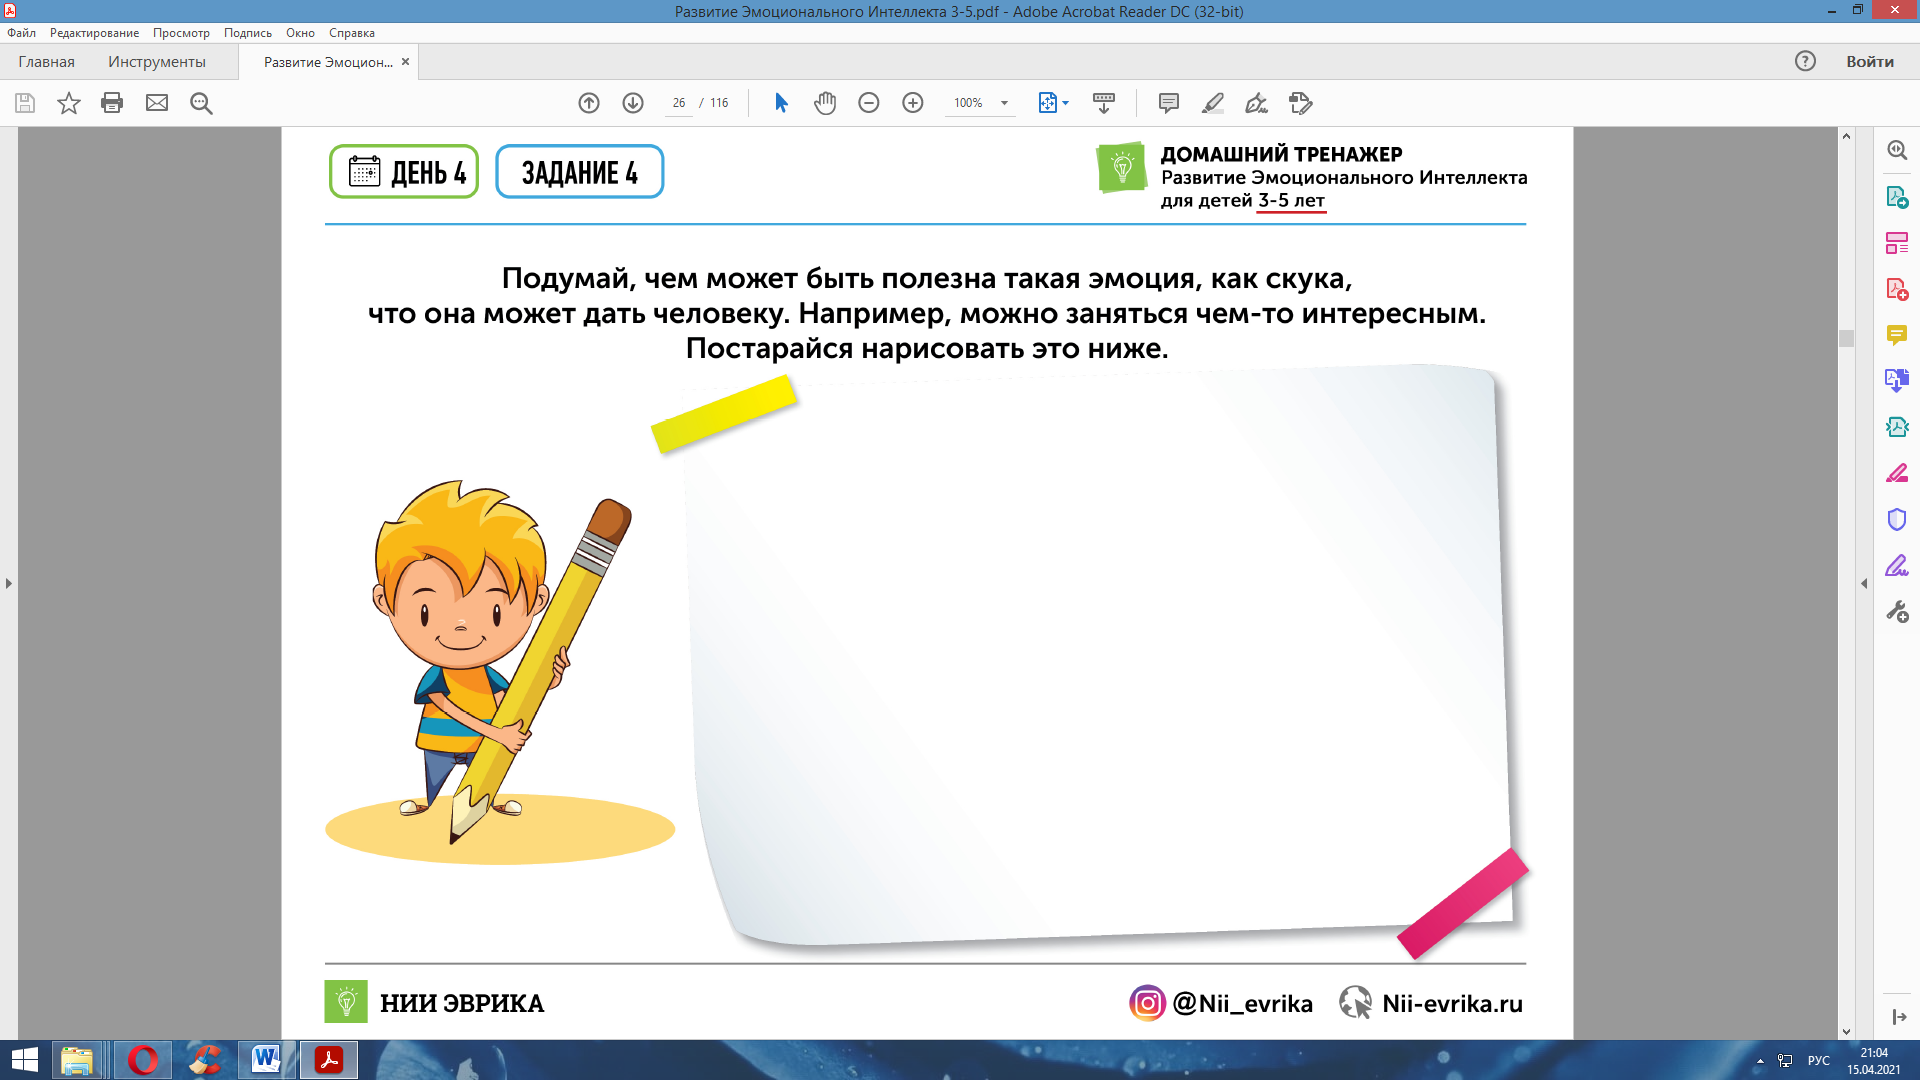 Развитие Эмоционального Интеллекта 3-5.pdf - Adobe Acrobat Reader DC (32-bit)
Файл Редактирование Просмотр Подпись Окно Справка
Главная Инструменты Развитие Эмоцион... × Войти
26 / 116 100%
ДЕНЬ 4 ЗАДАНИЕ 4
ДОМАШНИЙ ТРЕНАЖЕР
Развитие Эмоционального Интеллекта
для детей 3-5 лет
Подумай, чем может быть полезна такая эмоция, как скука,
что она может дать человеку. Например, можно заняться чем-то интересным.
Постарайся нарисовать это ниже.
НИИ ЭВРИКА @Nii_evrika Nii-evrika.ru
РУС
21:04
15.04.2021